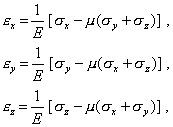 εx = 1/E [σx − μ(σy + σz)] ,
εy = 1/E [σy − μ(σx + σz)] ,
εz = 1/E [σz − μ(σx + σy)] ,